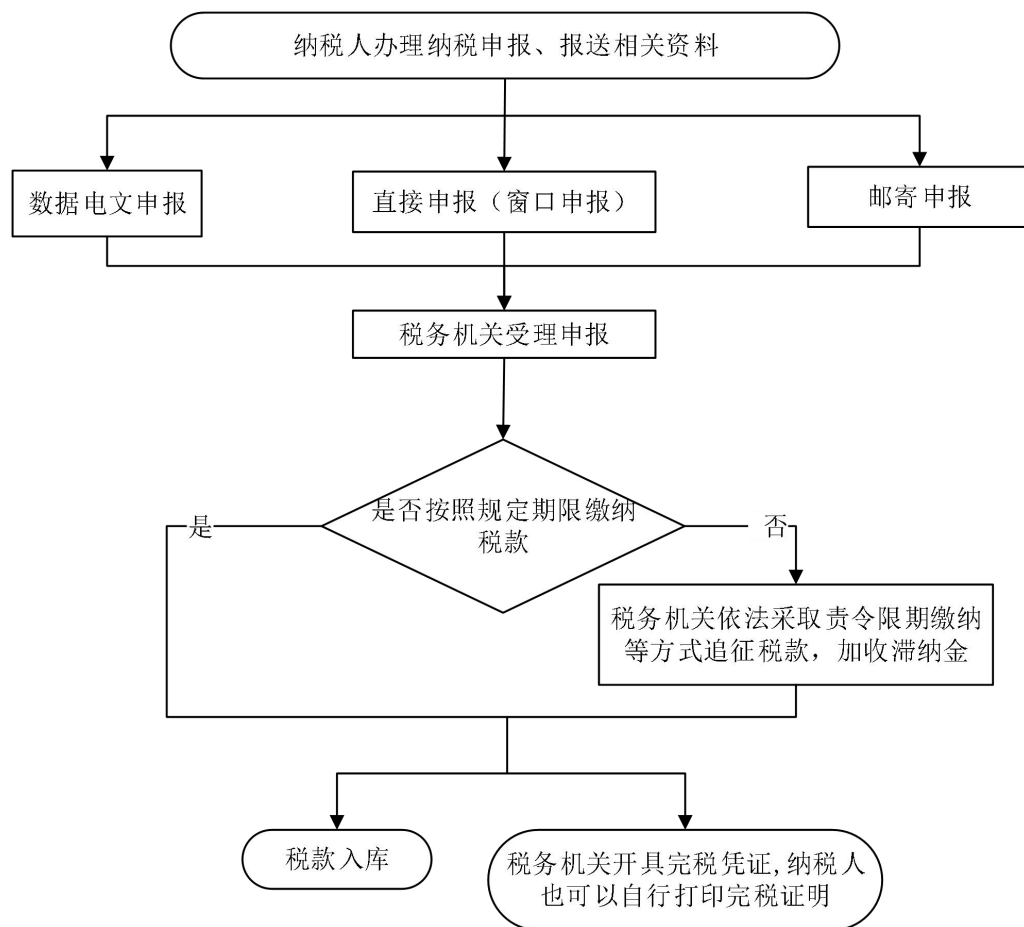 纳税人办理纳税申报、报送相关资料
数据电文申报
直接申报（窗口申报）
邮寄申报
税务机关受理申报
是否按照规定期限缴纳
税款
是
否
税务机关依法采取责令限期缴纳
等方式追征税款，加收滞纳金
税款入库
税务机关开具完税凭证,纳税人
也可以自行打印完税证明